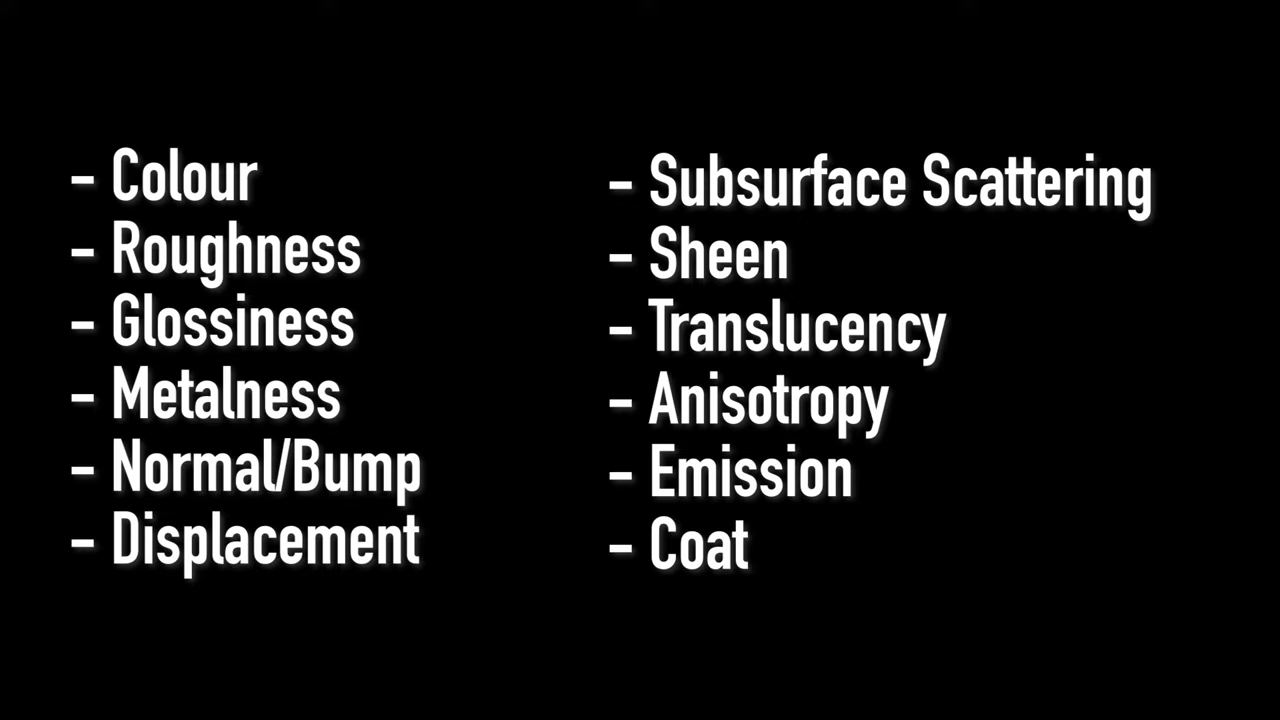 - Colour
- Roughness
- Glossiness
- Metalness
- Normal/Bump
- Displacement
- Subsurface Scattering
- Sheen
- Translucency
- Anisotropy
- Emission
- Coat